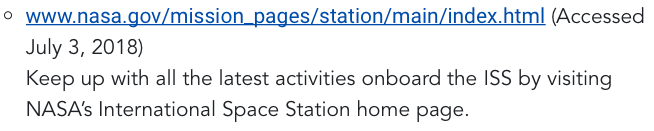 www.nasa.gov/mission_pages/station/main/index.html (Accessed
July 3, 2018)
Keep up with all the latest activities onboard the ISS by visiting
NASA’s International Space Station home page.